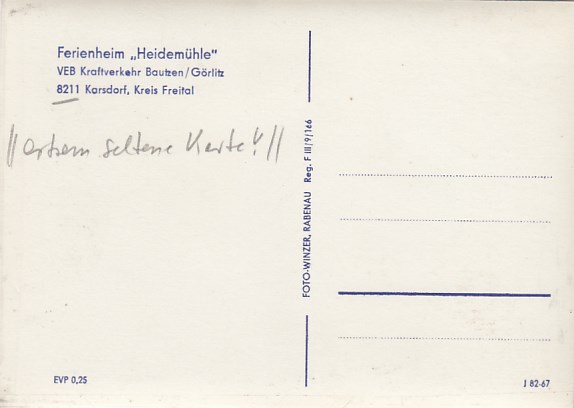 Ferienheim „Heidemühle"
VEB Kraftverkehr Bautzen/Görlitz
8211 Karsdorf, Kreis Freital
|| extrem seltene Karte! ||
FOTO-WINZER, RABENAU Reg. F III/9/166
EVP 0,25
J 82-67